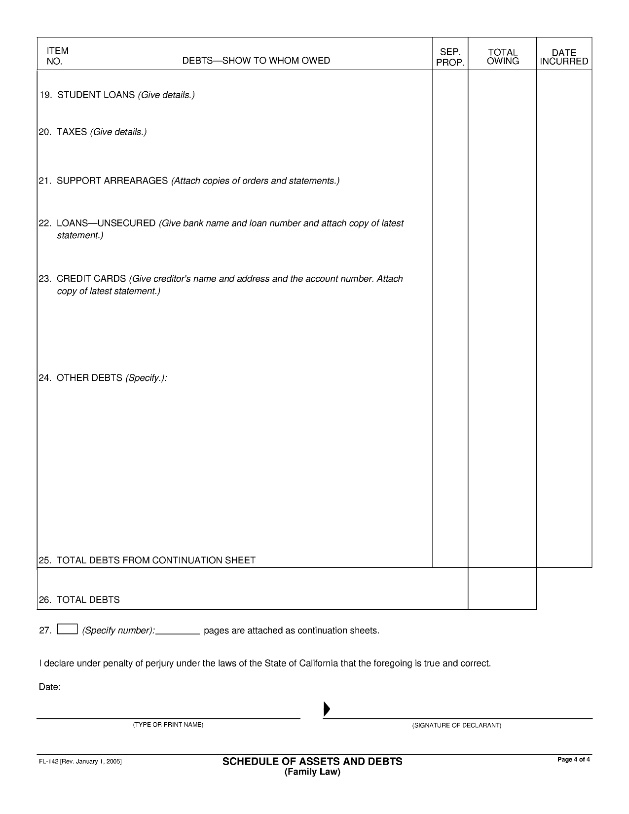 ITEM NO.
DEBTS—SHOW TO WHOM OWED
SEP. PROP.
TOTAL OWING
DATE INCURRED
19. STUDENT LOANS (Give details.)
20. TAXES (Give details.)
21. SUPPORT ARREARAGES (Attach copies of orders and statements.)
22. LOANS—UNSECURED (Give bank name and loan number and attach copy of latest
statement.)
23. CREDIT CARDS (Give creditor's name and address and the account number. Attach
copy of latest statement.)
24. OTHER DEBTS (Specify.):
25. TOTAL DEBTS FROM CONTINUATION SHEET
26. TOTAL DEBTS
27. (Specify number):_________ pages are attached as continuation sheets.
I declare under penalty of perjury under the laws of the State of California that the foregoing is true and correct.
Date:
(TYPE OR PRINT NAME)
(SIGNATURE OF DECLARANT)
FL-142 [Rev. January 1, 2005]
SCHEDULE OF ASSETS AND DEBTS
(Family Law)
Page 4 of 4